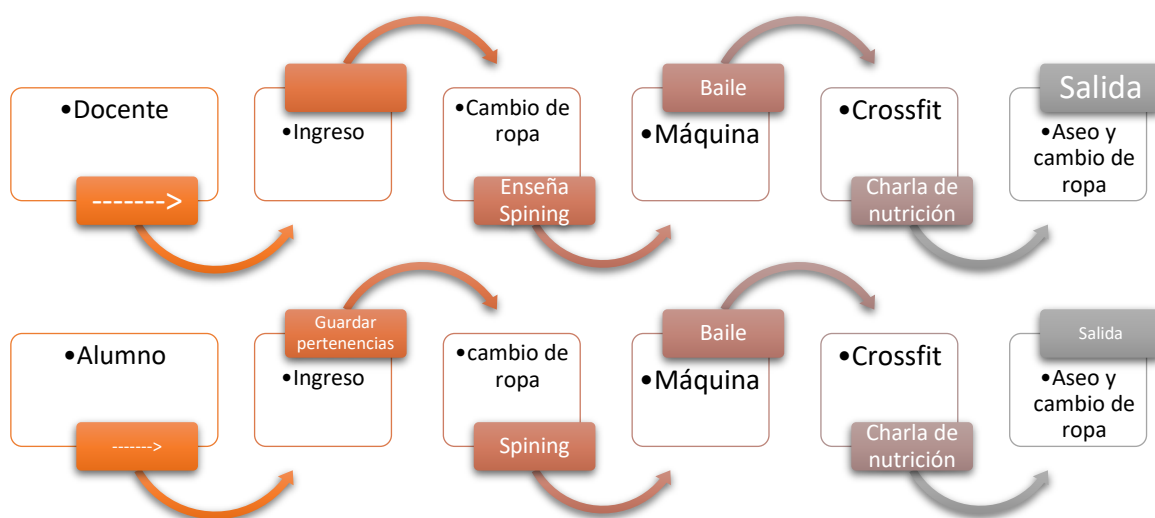 •Docente
------->
•Ingreso
•Cambio de
ropa
Enseña
Spining
Baile
•Máquina
•Crossfit
Charla de
nutrición
Salida
•Aseo y
cambio de
ropa
•Alumno
------->
Guardar
pertenencias
•Ingreso
•cambio de
ropa
Spining
Baile
•Máquina
•Crossfit
Charla de
nutrición
Salida
•Aseo y
cambio de
ropa